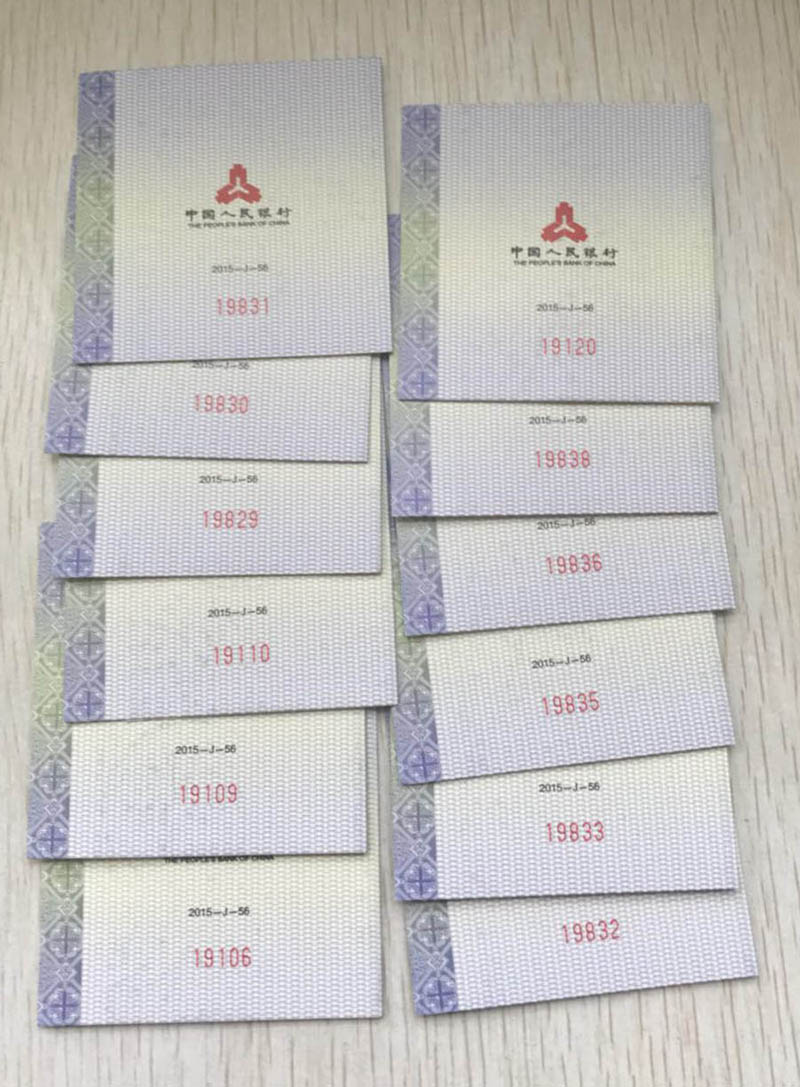 中国人民银行
THE PEOPLE'S BANK OF CHINA
2015-J-56
19831
2015-J-56
19830
2015-J-56
19829
2015-J-56
19110
2015-J-56
19109
THE PEOPLE'S BANK OF CHINA
2015-J-56
19106
中国人民银行
THE PEOPLE'S BANK OF CHINA
2015-J-56
19120
2015-J-56
19838
2015-J-56
19836
2015-J-56
19835
2015-J-56
19833
19832